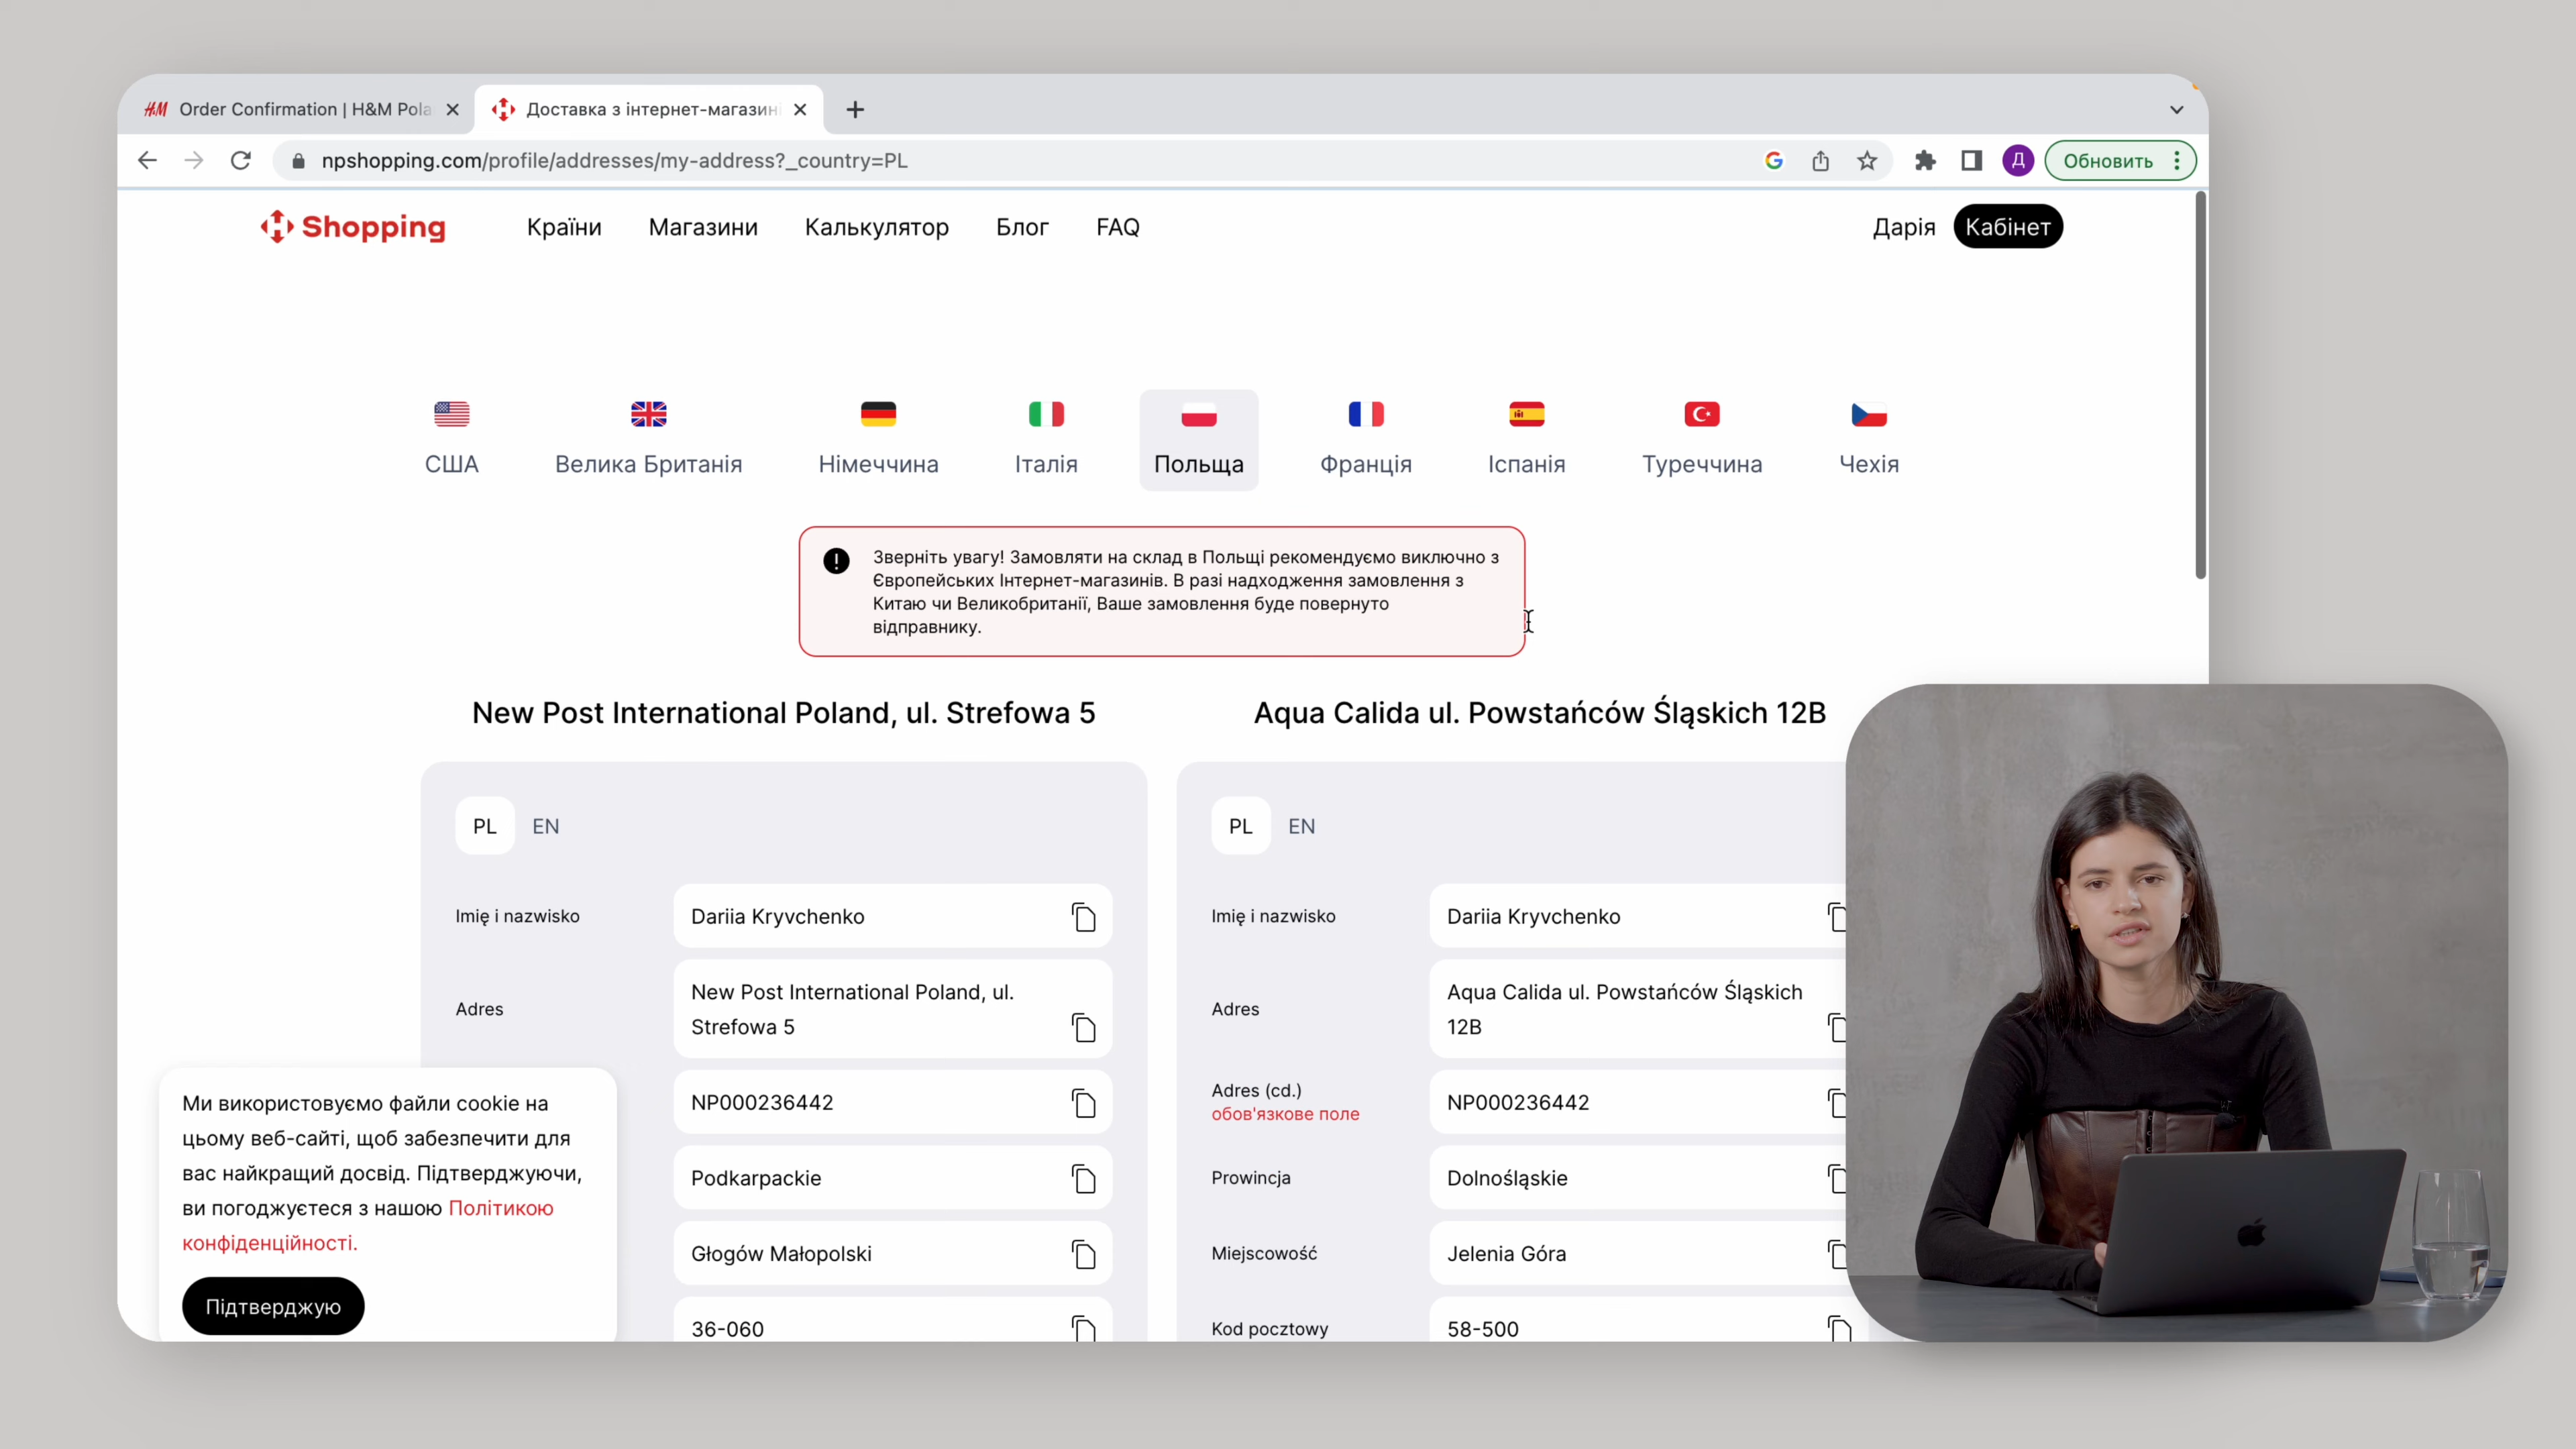 H&M Order Confirmation | H&M Pola
Доставка з інтернет-магазині
npshopping.com/profile/addresses/my-address?_country=PL
Д
Обновить
Shopping
Країни
Магазини
Калькулятор
Блог
FAQ
Дарія
Кабінет
США
Велика Британія
Німеччина
Італія
Польща
Франція
Іспанія
Туреччина
Чехія
Зверніть увагу! Замовляти на склад в Польщі рекомендуємо виключно з
Європейських Інтернет-магазинів. В разі надходження замовлення з
Китаю чи Великобританії, Ваше замовлення буде повернуто
відправнику.
New Post International Poland, ul. Strefowa 5
PL EN
Imię i nazwisko
Dariia Kryvchenko
Adres
New Post International Poland, ul.
Strefowa 5
NP000236442
Podkarpackie
Głogów Małopolski
36-060
Aqua Calida ul. Powstańców Śląskich 12B
PL EN
Imię i nazwisko
Dariia Kryvchenko
Adres
Aqua Calida ul. Powstańców Śląskich
12B
Adres (cd.)
обов'язкове поле
NP000236442
Prowincja
Dolnośląskie
Miejscowość
Jelenia Góra
Kod pocztowy
58-500
Ми використовуємо файли cookie на
цьому веб-сайті, щоб забезпечити для
вас найкращий досвід. Підтверджуючи,
ви погоджуєтеся з нашою Політикою
конфіденційності.
Підтверджую